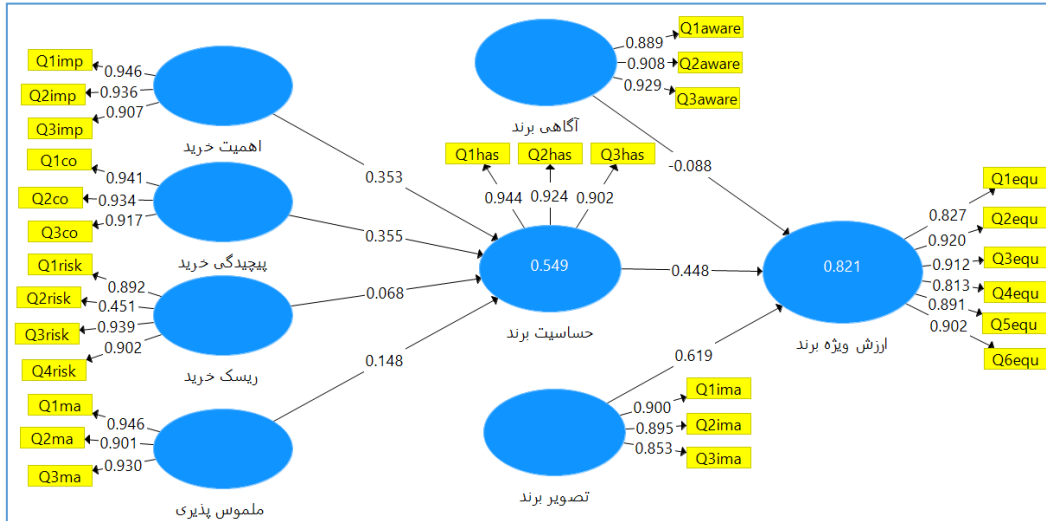 Q1imp
0.946
Q2imp
0.936
Q3imp
0.907
اهمیت خرید
Q1co
0.941
Q2co
0.934
Q3co
0.917
پیچیدگی خرید
Q1risk
0.892
Q2risk
0.451
Q3risk
0.939
Q4risk
0.902
ریسک خرید
Q1ma
0.946
Q2ma
0.901
Q3ma
0.930
ملموس پذیری
0.353
0.355
0.068
0.148
Q1has Q2has Q3has
0.944 0.924 0.902
0.549
حساسیت برند
0.889 Q1aware
0.908 Q2aware
0.929 Q3aware
آگاهی برند
-0.088
0.448
0.619
0.900 Q1ima
0.895 Q2ima
0.853 Q3ima
تصویر برند
0.821
ارزش ویژه برند
0.827 Q1equ
0.920 Q2equ
0.912 Q3equ
0.813 Q4equ
0.891 Q5equ
0.902 Q6equ